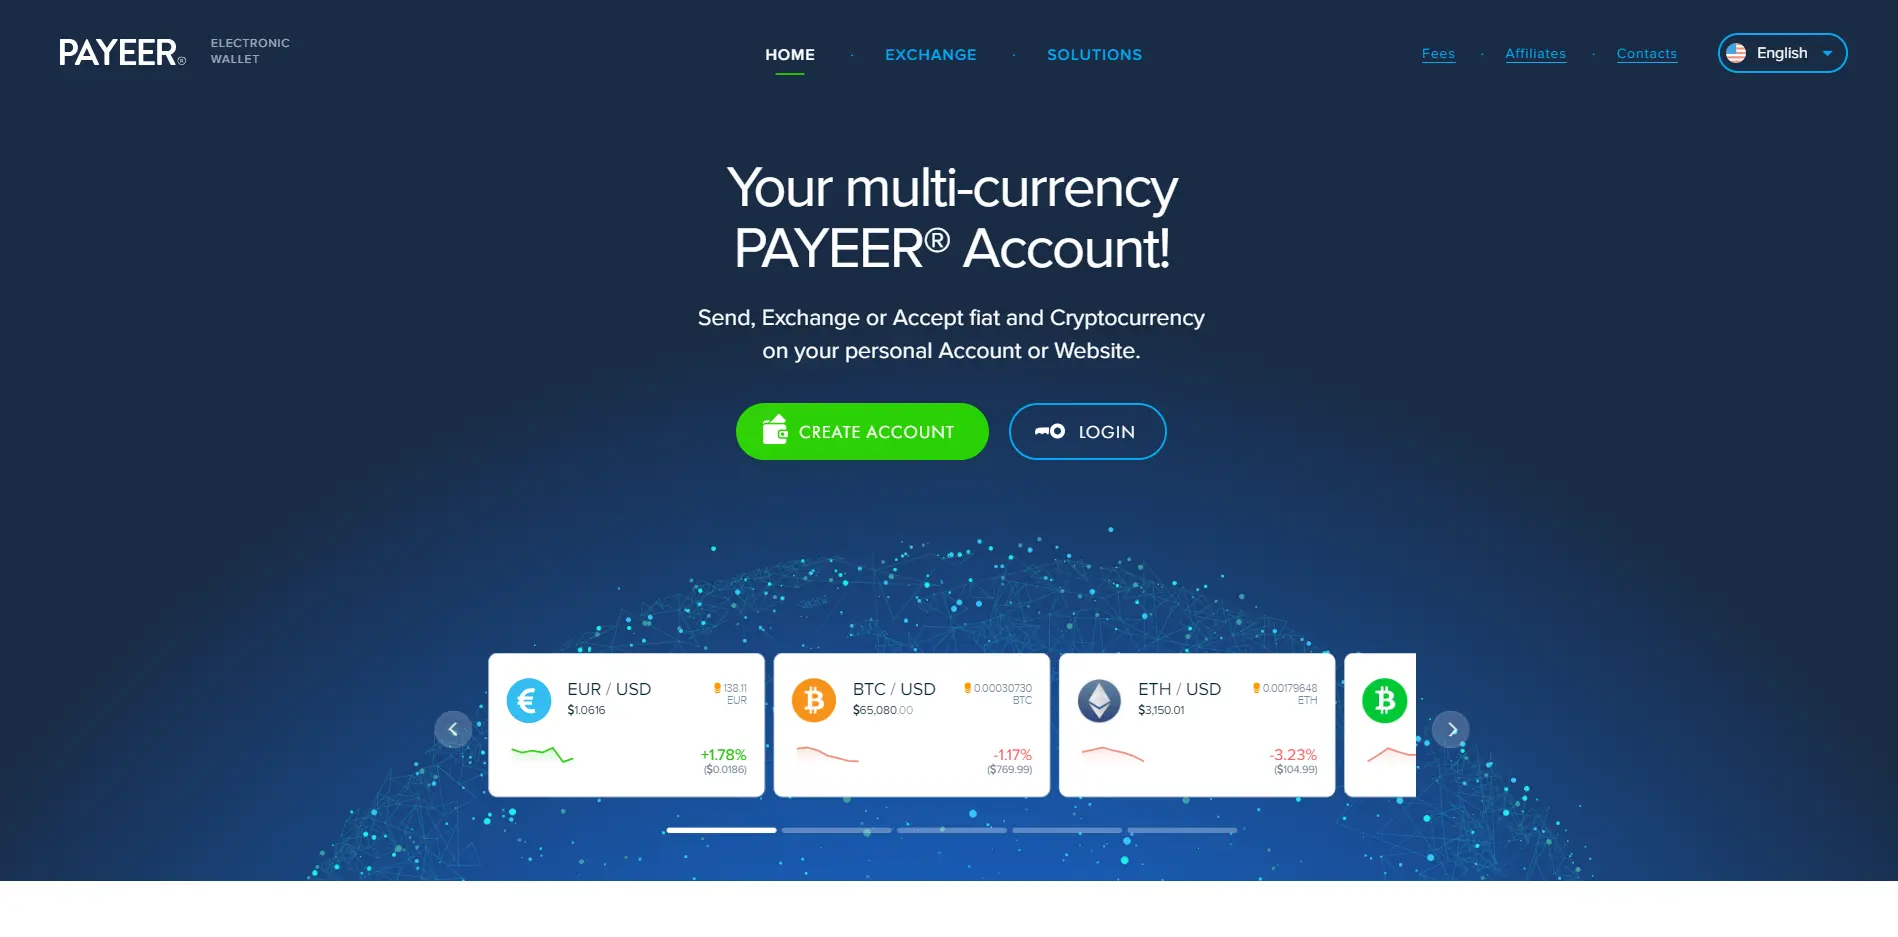 PAYEER®
ELECTRONIC
WALLET
HOME · EXCHANGE · SOLUTIONS
Fees · Affiliates · Contacts
English
Your multi-currency
PAYEER® Account!
Send, Exchange or Accept fiat and Cryptocurrency
on your personal Account or Website.
CREATE ACCOUNT
LOGIN
EUR / USD
$1.0616
138.11
EUR
+1.78%
($0.0186)
BTC / USD
$65,080.00
0.00030730
BTC
-1.17%
($769.99)
ETH / USD
$3,150.01
0.00179648
ETH
-3.23%
($104.99)